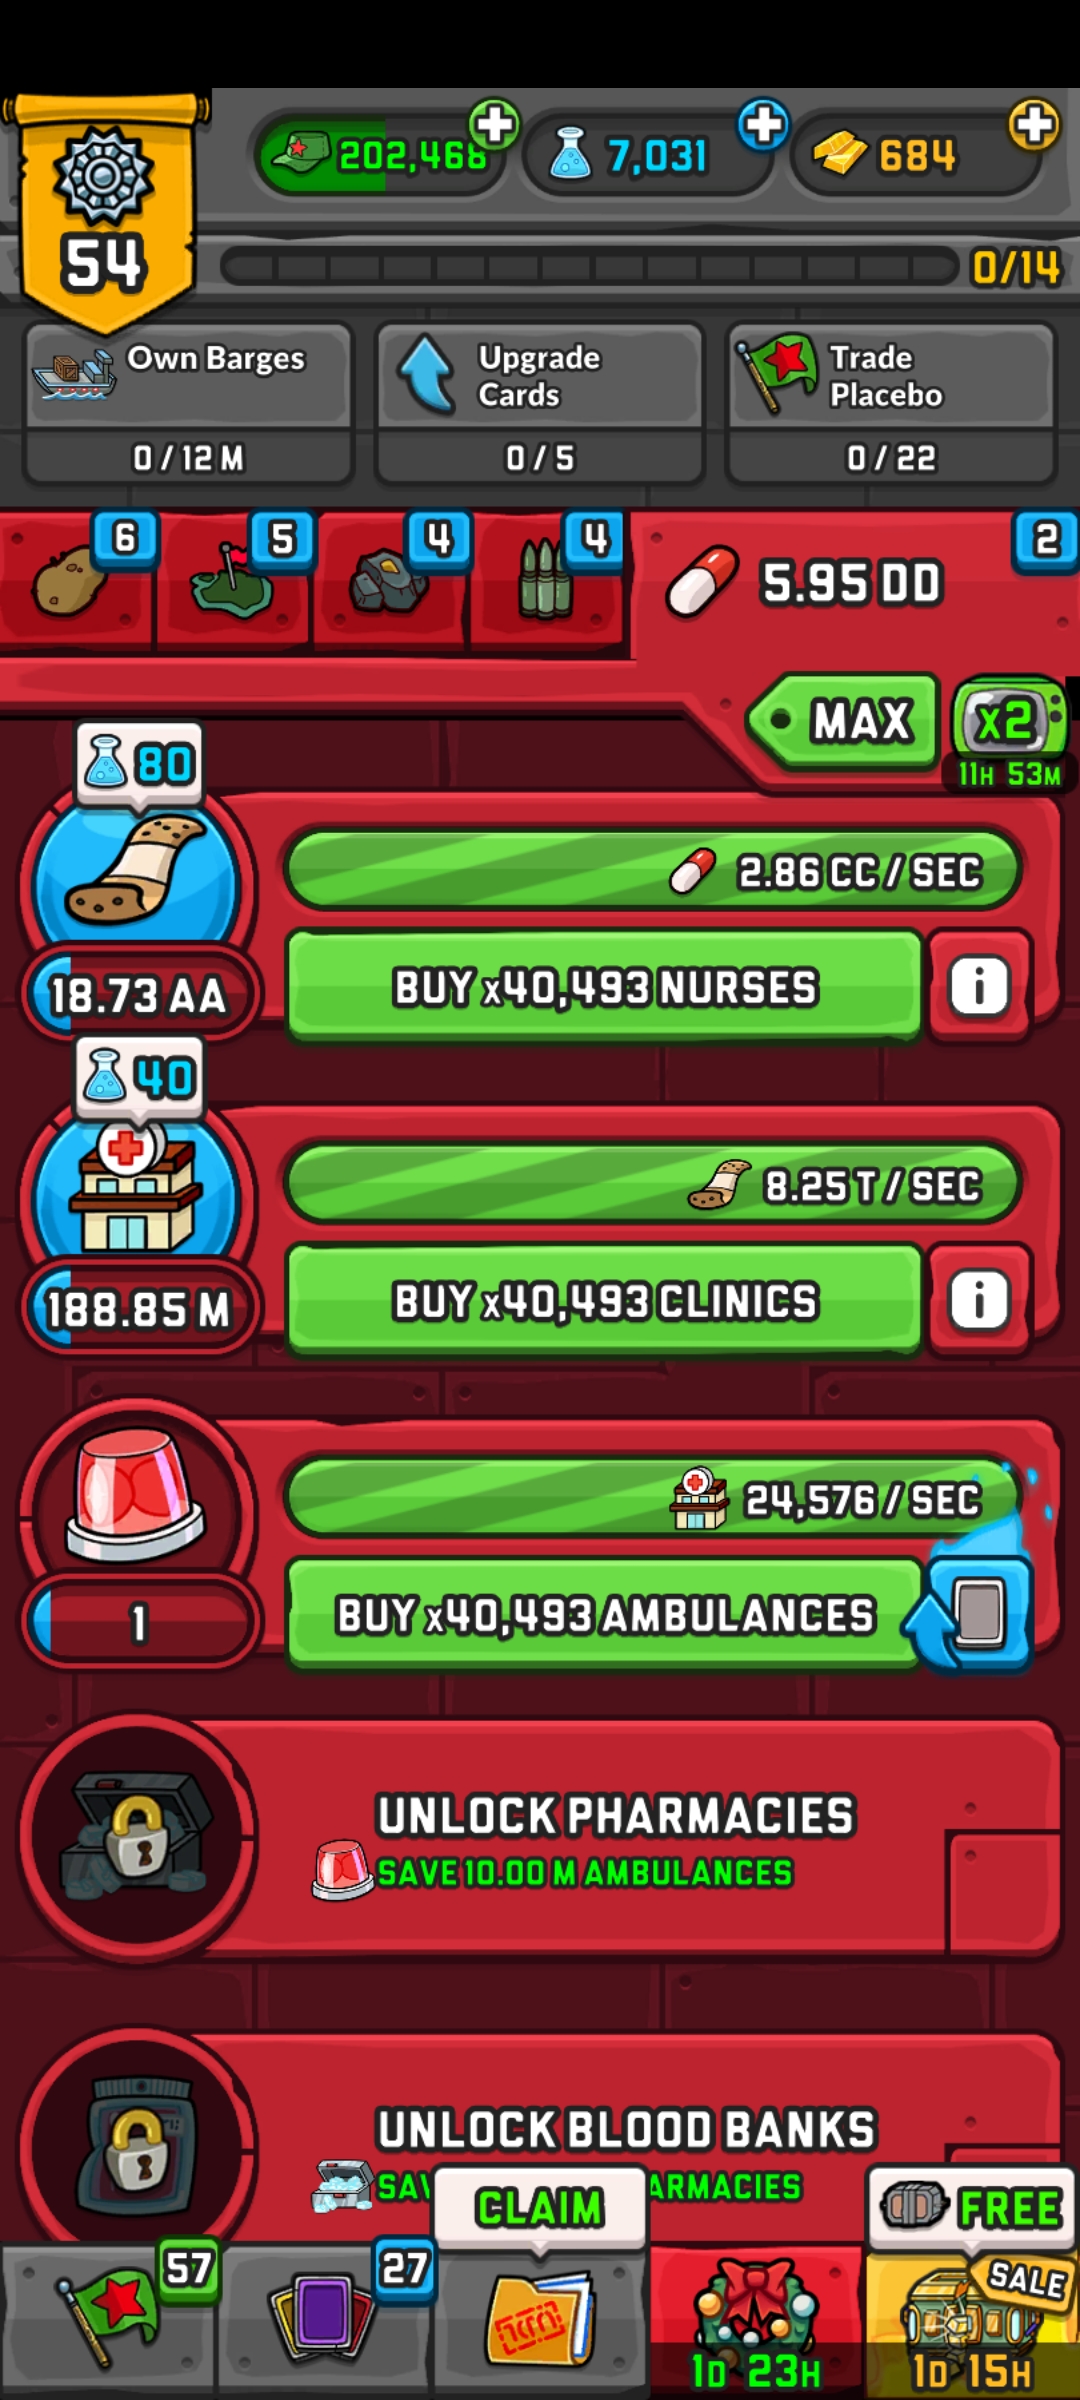 202,468
7,031
684
54
0/14
Own Barges
0 / 12 M
Upgrade
Cards
0 / 5
Trade
Placebo
0 / 22
6
5
4
4
2
5.95 DD
MAX
x2
11H 53M
80
2.86 CC / SEC
18.73 AA
BUY x40,493 NURSES
i
40
8.25 T / SEC
188.85 M
BUY x40,493 CLINICS
i
24,576 / SEC
1
BUY x40,493 AMBULANCES
UNLOCK PHARMACIES
SAVE 10.00 M AMBULANCES
UNLOCK BLOOD BANKS
CLAIM
FREE
57
27
SALE
1D 23H
1D 15H